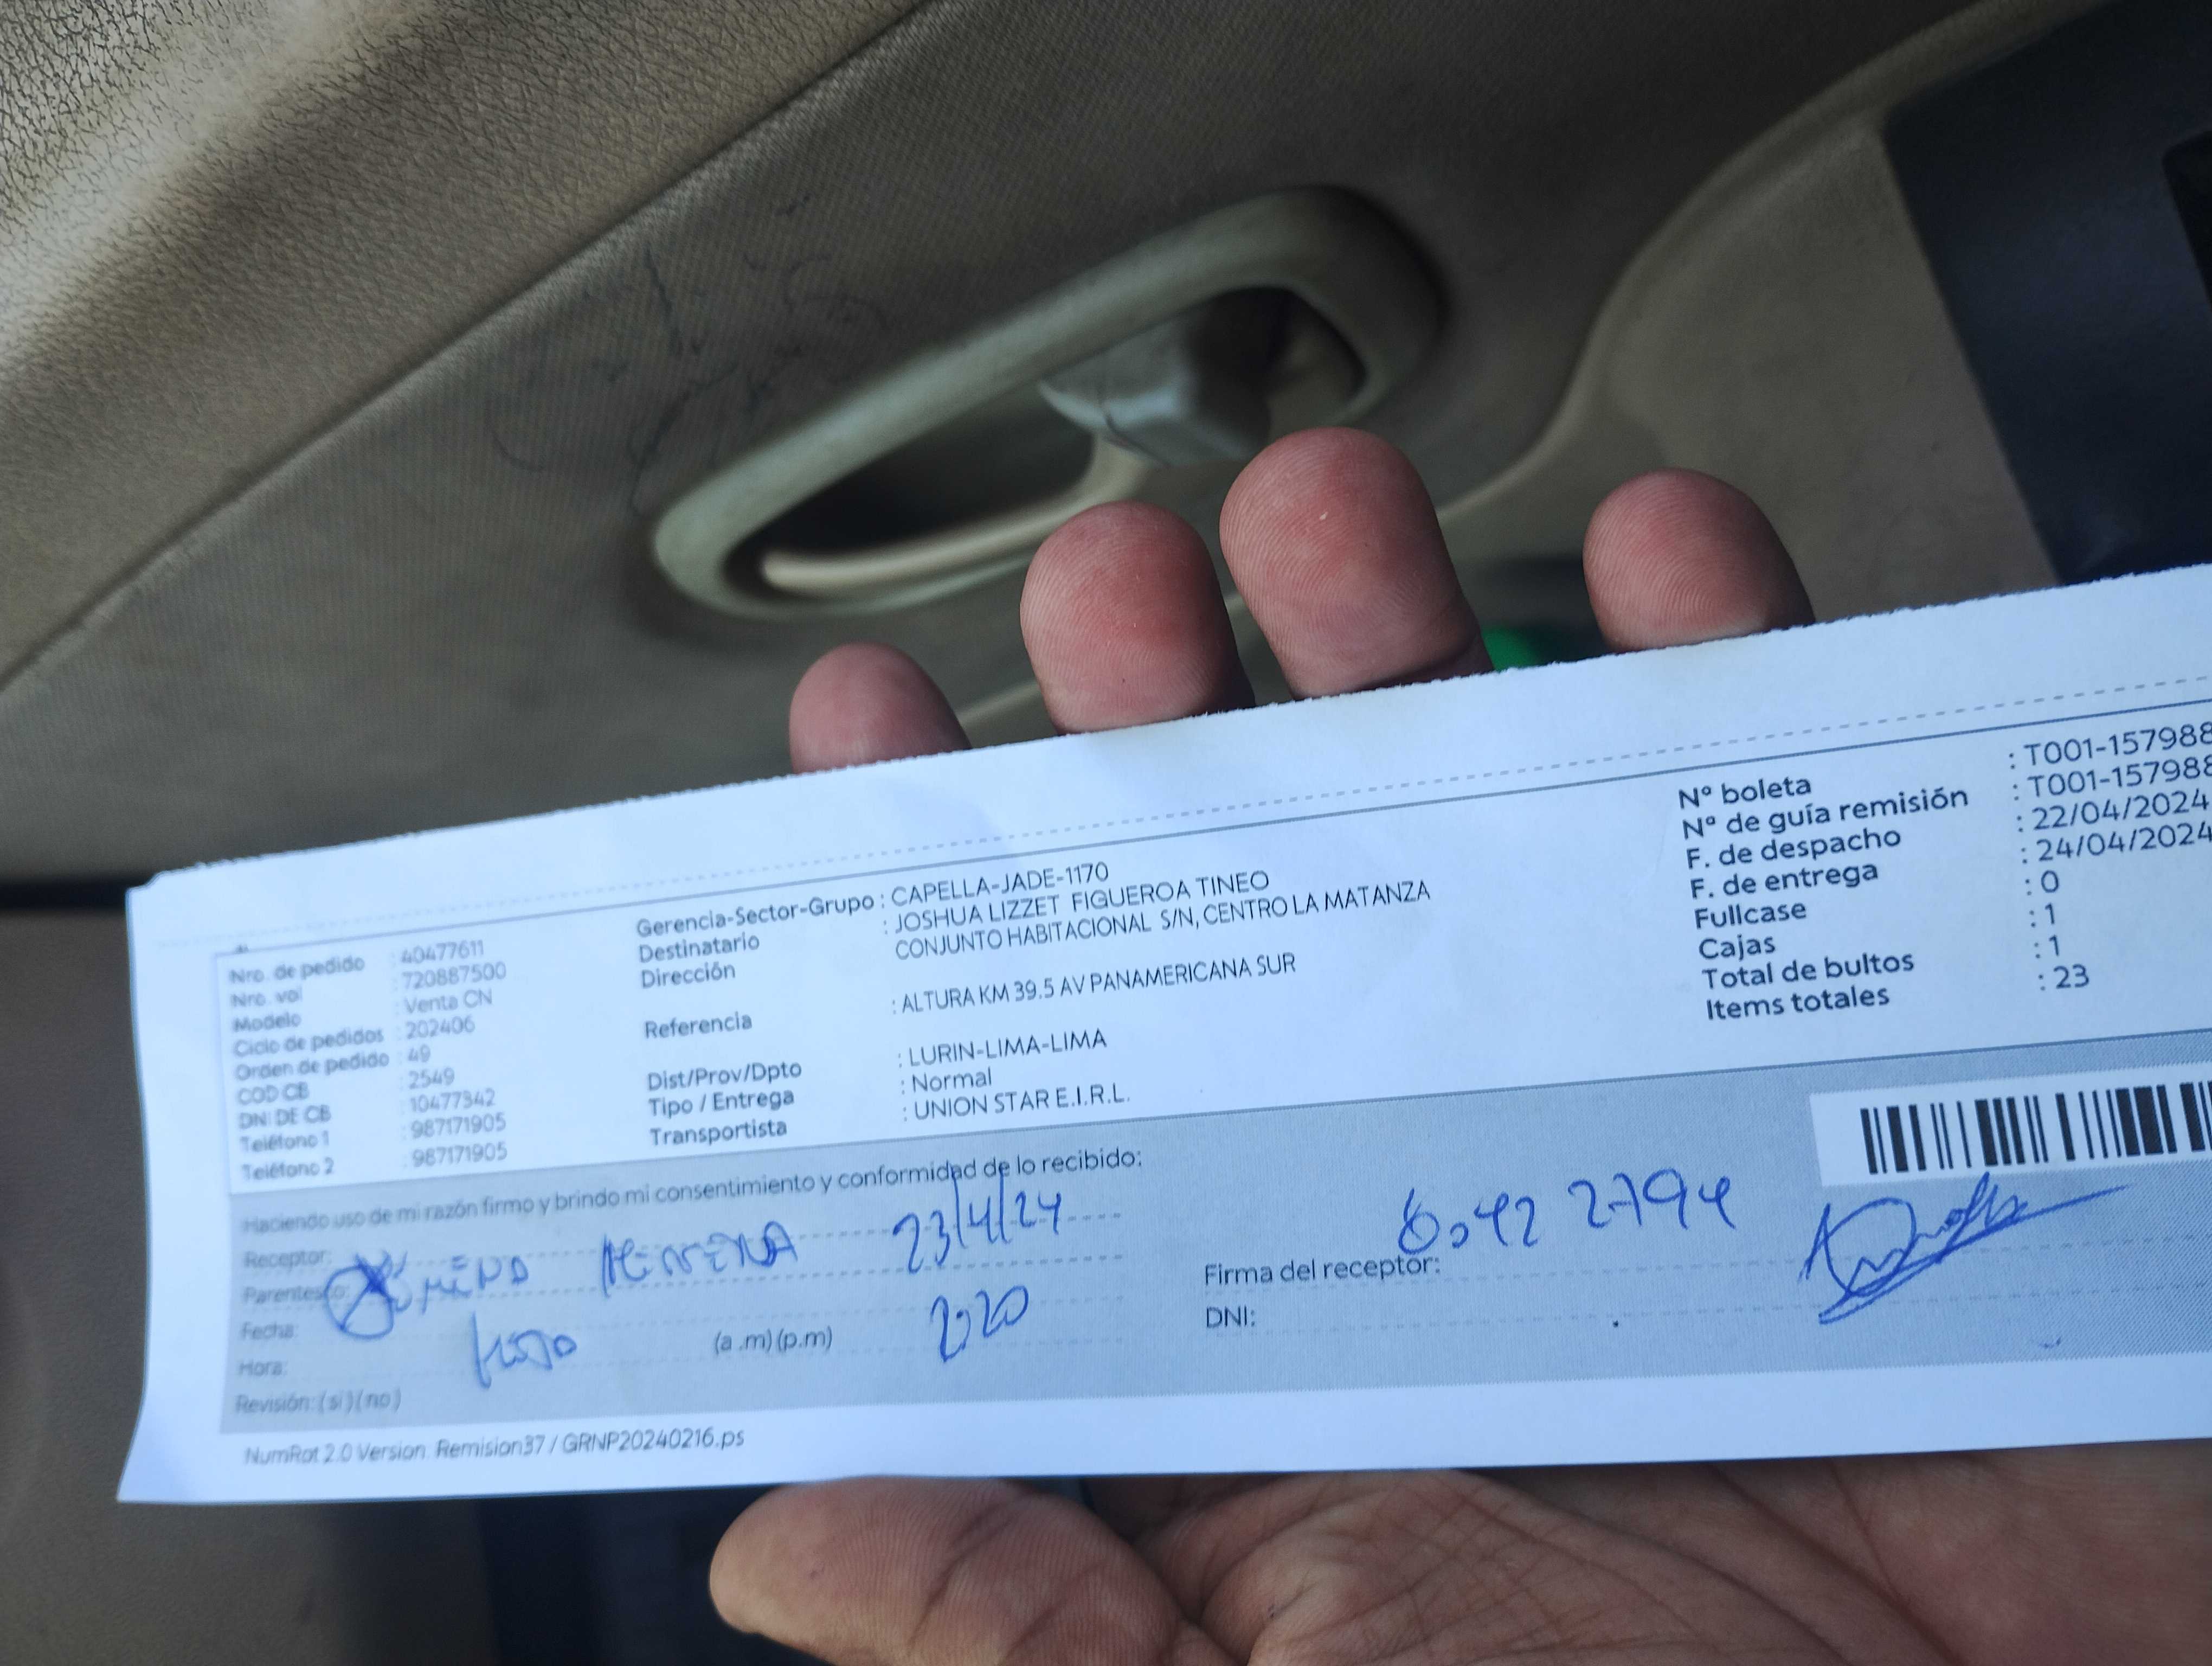 Nro. de pedido : 40477611
Nro. vol : 720887500
Modelo : Venta CN
Ciclo de pedidos : 202406
Orden de pedido : 49
COD CB : 2549
DNI DE CB : 10477342
Teléfono 1 : 987171905
Teléfono 2 : 987171905
Gerencia-Sector-Grupo : CAPELLA-JADE-1170
Destinatario : JOSHUA LIZZET FIGUEROA TINEO
Dirección CONJUNTO HABITACIONAL S/N, CENTRO LA MATANZA
Referencia : ALTURA KM 39.5 AV PANAMERICANA SUR
Dist/Prov/Dpto : LURIN-LIMA-LIMA
Tipo / Entrega : Normal
Transportista : UNION STAR E.I.R.L.
Nº boleta : T001-157988
Nº de guía remisión : T001-157988
F. de despacho : 22/04/2024
F. de entrega : 24/04/2024
Fullcase : 0
Cajas : 1
Total de bultos : 1
Items totales : 23
Haciendo uso de mi razón firmo y brindo mi consentimiento y conformidad de lo recibido:
Receptor: 23/4/24
Parentesco:
Fecha:
Hora: (a .m) (p.m)
Revisión: ( si ) ( no )
Firma del receptor:
DNI:
NumRot 2.0 Version: Remision37 / GRNP20240216.ps